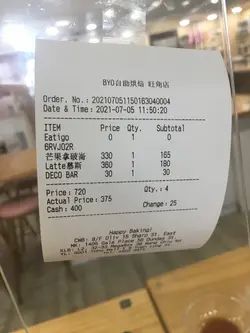 BYO自助烘焙 旺角店
Order. No.: 202107051150183040004
Date & Time: 2021-07-05 11:50:20
ITEM Price Qty. Subtotal
Eatigo 0 1 0
6RVJ02R
芒果拿破崙 330 1 165
Latte慕斯 360 1 180
DECO BAR 30 1 30
Price: 720 Qty: 4
Actual Price: 375
Cash: 400 Change: 25
Happy Baking!